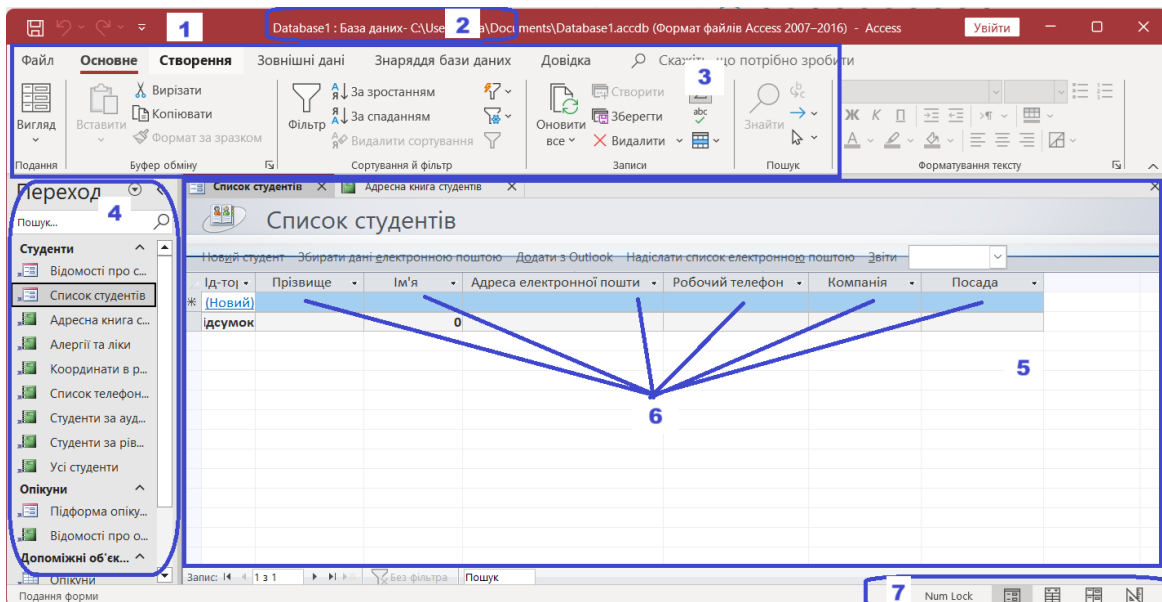 1
Database1 : База даних- C:\Use 2 a\Documents\Database1.accdb (Формат файлів Access 2007–2016) - Access
Увійти
Файл Основне Створення Зовнішні дані Знаряддя бази даних Довідка Скажіть, що потрібно зробити
3
Вигляд
Вставити
Вирізати
Копіювати
Формат за зразком
Фільтр
За зростанням
За спаданням
Видалити сортування
Оновити все
Створити
Зберегти
Видалити
Знайти
Ж К П
Подання Буфер обміну Сортування й фільтр Записи Пошук Форматування тексту
Переход
4
Пошук...
Студенти
Відомості про с...
Список студентів
Адресна книга с...
Алергії та ліки
Координати в р...
Список телефон...
Студенти за ауд...
Студенти за рів...
Усі студенти
Опікуни
Підформа опіку...
Відомості про о...
Допоміжні об'єк...
Опікуни
Список студентів Адресна книга студентів
Список студентів
Новий студент Збирати дані електронною поштою Додати з Outlook Надіслати список електронною поштою Звіти
Ід-тор Прізвище Ім'я Адреса електронної пошти Робочий телефон Компанія Посада
(Новий)
ідсумок 0
5
6
Запис: 1 з 1 Без фільтра Пошук
7
Подання форми Num Lock